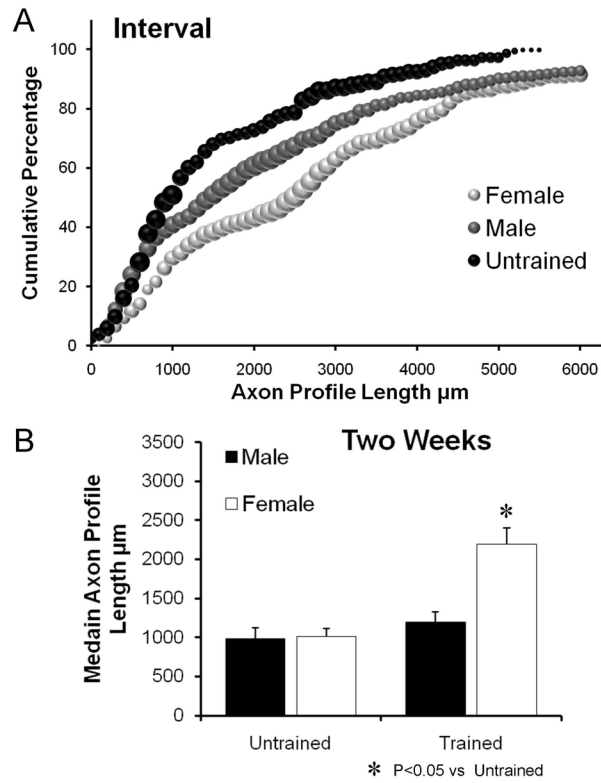 A
Interval
Cumulative Percentage
100
80
60
40
20
0
Female
Male
Untrained
0 1000 2000 3000 4000 5000 6000
Axon Profile Length µm
B
Two Weeks
Medain Axon Profile
Length µm
3500
3000
2500
2000
1500
1000
500
0
Male
Female
*
Untrained Trained
* P<0.05 vs Untrained